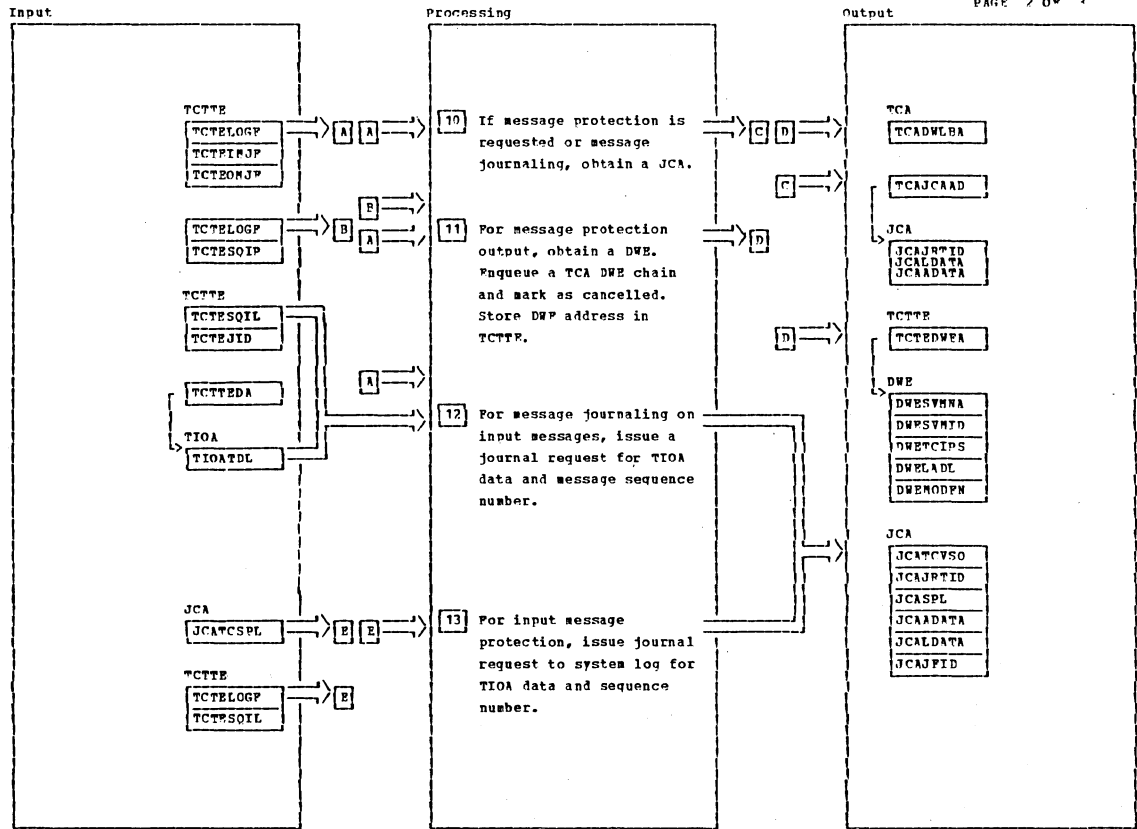 PAGE 2 OF
Input
Processing
Output
TCTTE
TCTELOGF
TCTEIMJF
TCTEOMJF
A A
10 If message protection is
requested or message
journaling, obtain a JCA.
C D
TCA
TCADWLBA
C
TCAJCAAD
B
TCTELOGF
TCTESQIP
B
A
11 For message protection
output, obtain a DWE.
Enqueue a TCA DWE chain
and mark as cancelled.
Store DWE address in
TCTTE.
D
JCA
JCAJRTID
JCALDATA
JCAADATA
TCTTE
TCTESQIL
TCTEJID
TCTTE
D
TCTEDWEA
TCTTEDA
A
DWE
DWESVMNA
DWESVMID
DWETCIPS
DWELADL
DWEMODFN
TIOA
TIOATDL
12 For message journaling on
input messages, issue a
journal request for TIOA
data and message sequence
number.
JCA
JCATCVSO
JCAJRTID
JCASPL
JCAADATA
JCALDATA
JCAJFID
JCA
JCATCSPL
E E
13 For input message
protection, issue journal
request to system log for
TIOA data and sequence
number.
TCTTE
TCTELOGF
TCTESQIL
E